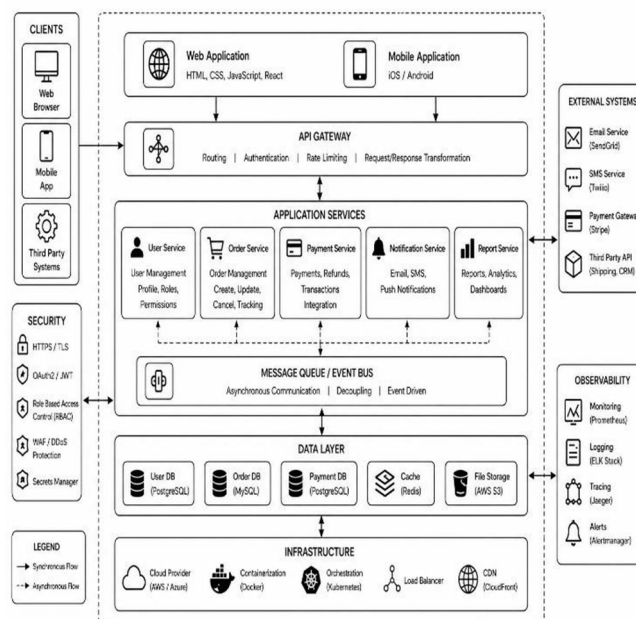 CLIENTS
Web
Browser
Mobile
App
Third Party
Systems
SECURITY
HTTPS / TLS
OAuth2 / JWT
Role Based Access
Control (RBAC)
WAF / DDoS
Protection
Secrets Manager
LEGEND
Synchronous Flow
Asynchronous Flow
Web Application
HTML, CSS, JavaScript, React
Mobile Application
iOS / Android
API GATEWAY
Routing | Authentication | Rate Limiting | Request/Response Transformation
APPLICATION SERVICES
User Service
User Management
Profile, Roles,
Permissions
Order Service
Order Management
Create, Update,
Cancel, Tracking
Payment Service
Payments, Refunds,
Transactions
Integration
Notification Service
Email, SMS,
Push Notifications
Report Service
Reports, Analytics,
Dashboards
MESSAGE QUEUE / EVENT BUS
Asynchronous Communication | Decoupling | Event Driven
DATA LAYER
User DB
(PostgreSQL)
Order DB
(MySQL)
Payment DB
(PostgreSQL)
Cache
(Redis)
File Storage
(AWS S3)
INFRASTRUCTURE
Cloud Provider
(AWS / Azure)
Containerization
(Docker)
Orchestration
(Kubernetes)
Load Balancer
CDN
(CloudFront)
EXTERNAL SYSTEMS
Email Service
(SendGrid)
SMS Service
(Twilio)
Payment Gateway
(Stripe)
Third Party API
(Shipping, CRM)
OBSERVABILITY
Monitoring
(Prometheus)
Logging
(ELK Stack)
Tracing
(Jaeger)
Alerts
(Alertmanager)